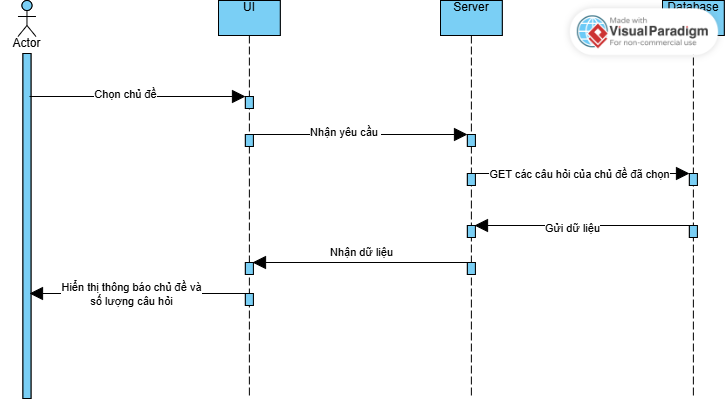 UI
Server
Database
Made with
VisualParadigm
For non-commercial use
Actor
Chọn chủ đề
Nhận yêu cầu
GET các câu hỏi của chủ đề đã chọn
Gửi dữ liệu
Nhận dữ liệu
Hiển thị thông báo chủ đề và
số lượng câu hỏi